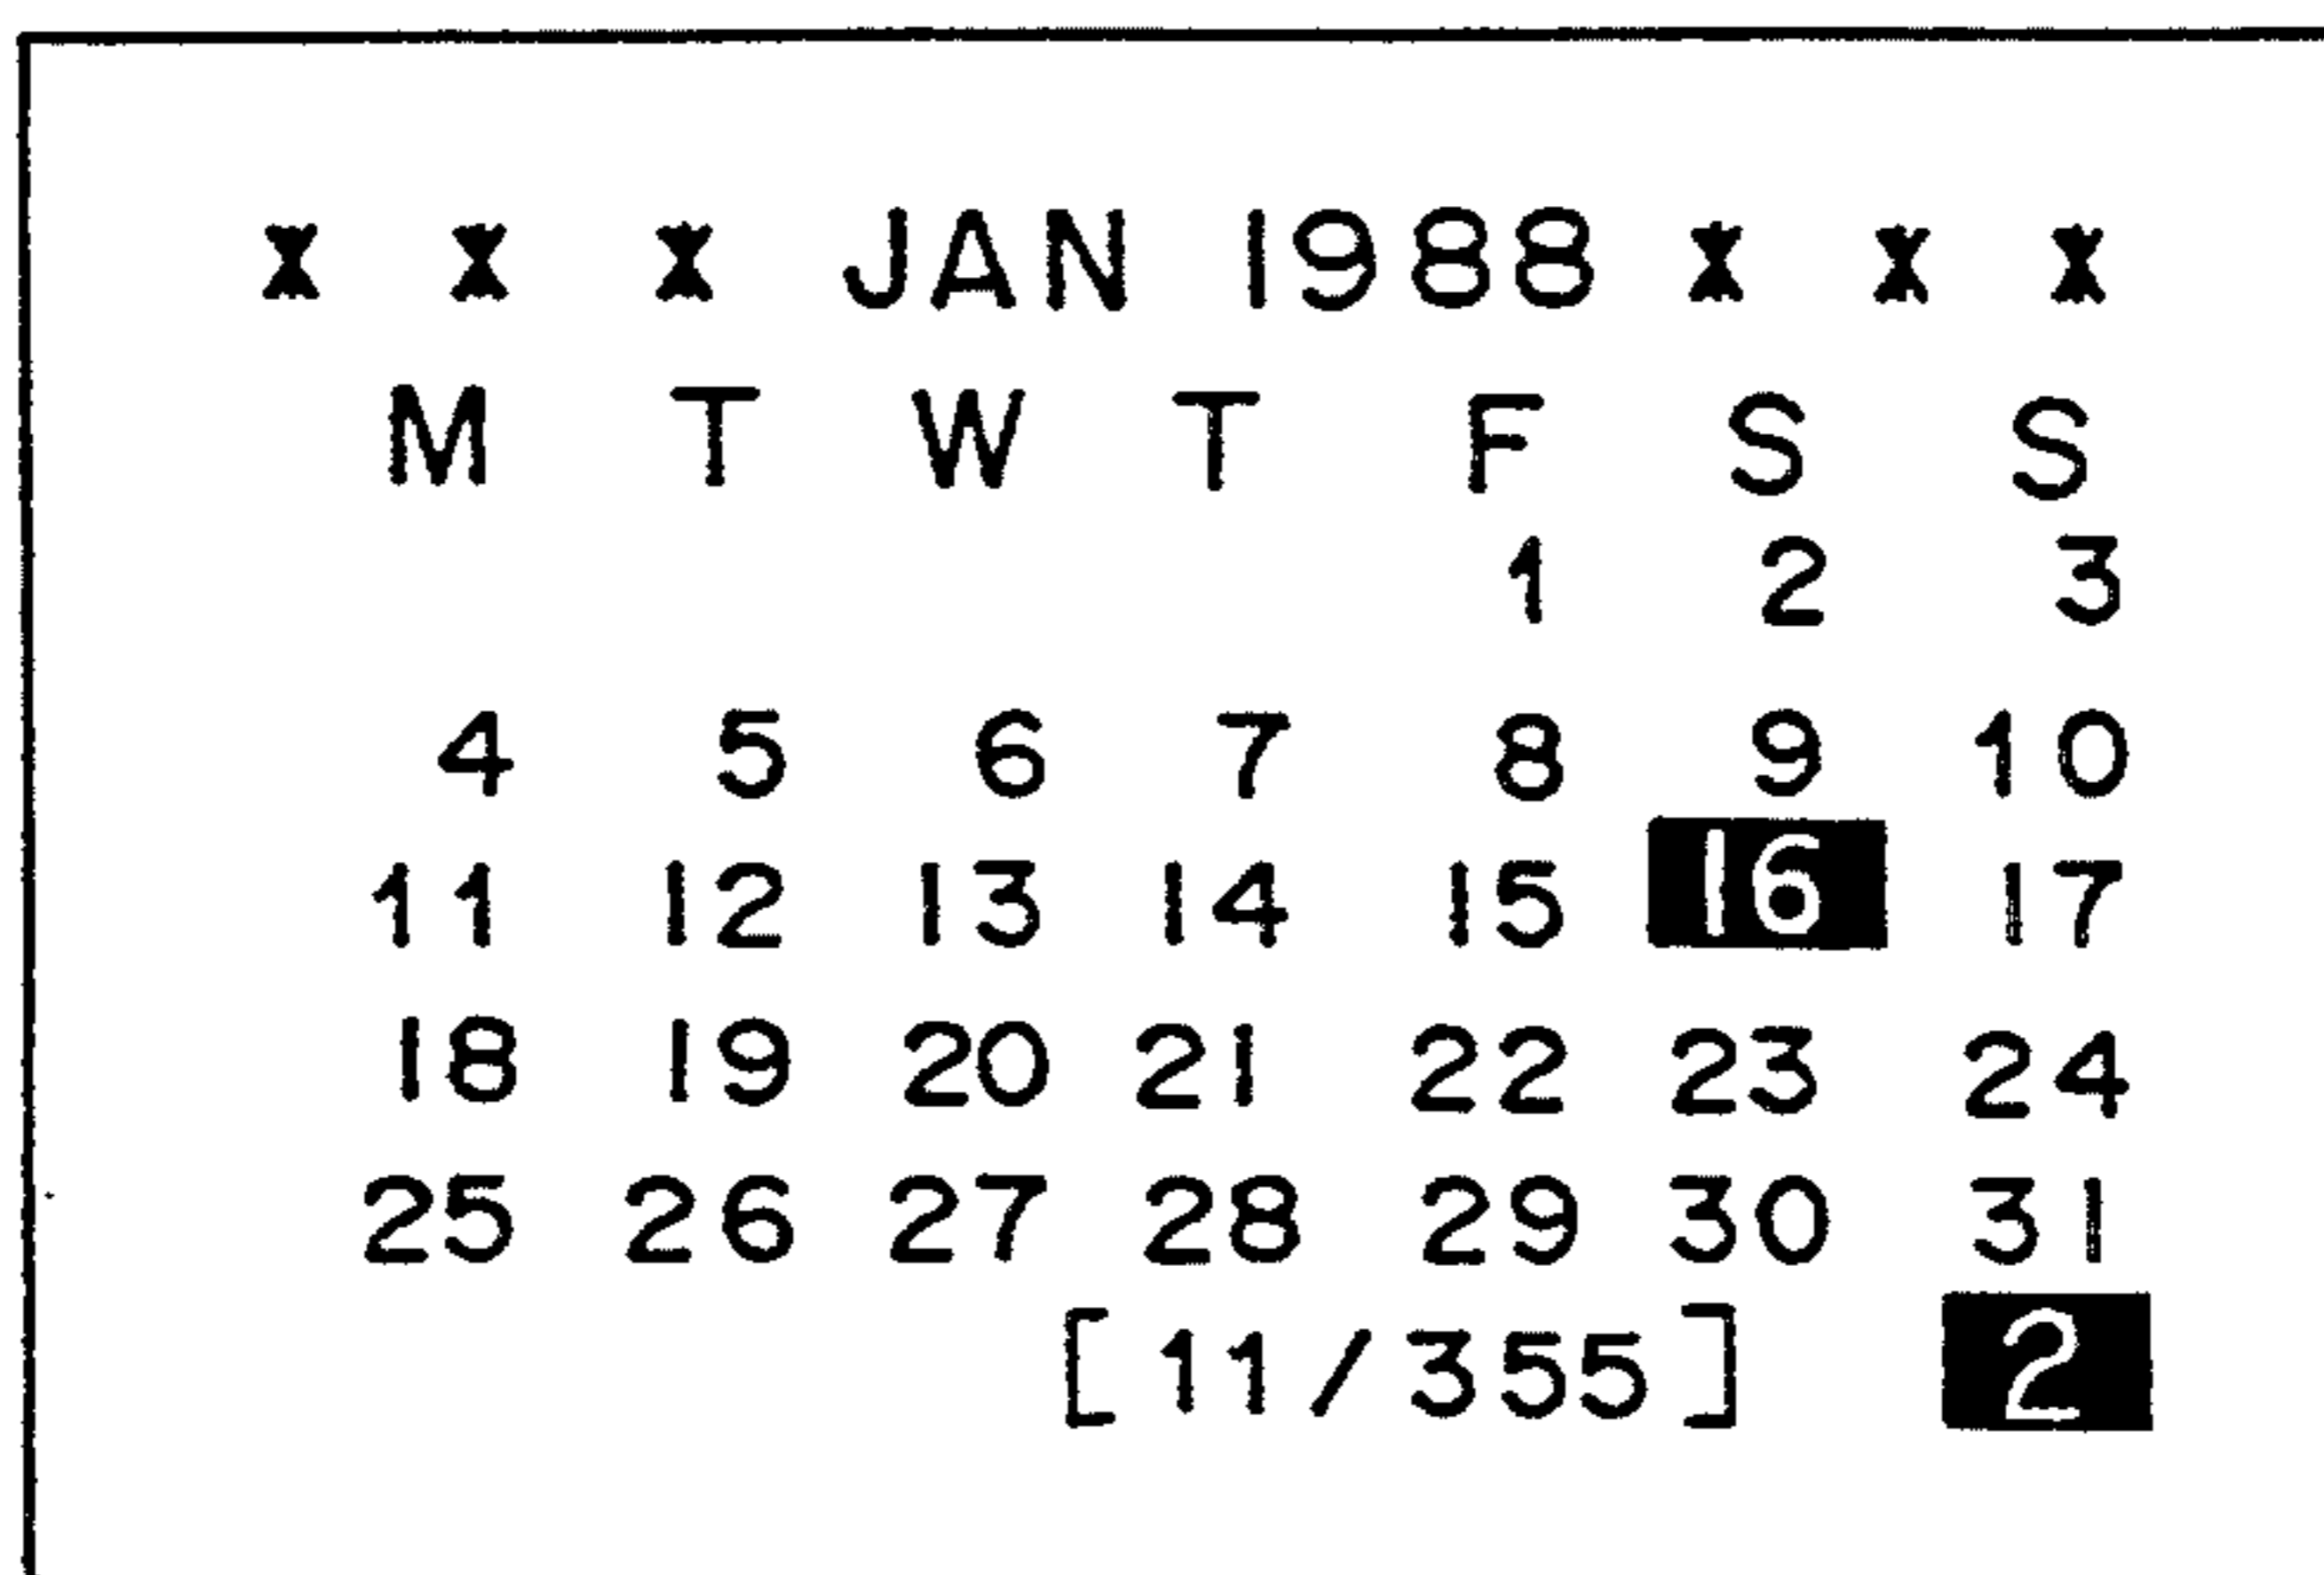 * * * JAN 1988 * * *
M T W T F S S
1 2 3
4 5 6 7 8 9 10
11 12 13 14 15 16 17
18 19 20 21 22 23 24
25 26 27 28 29 30 31
[11/355] 2